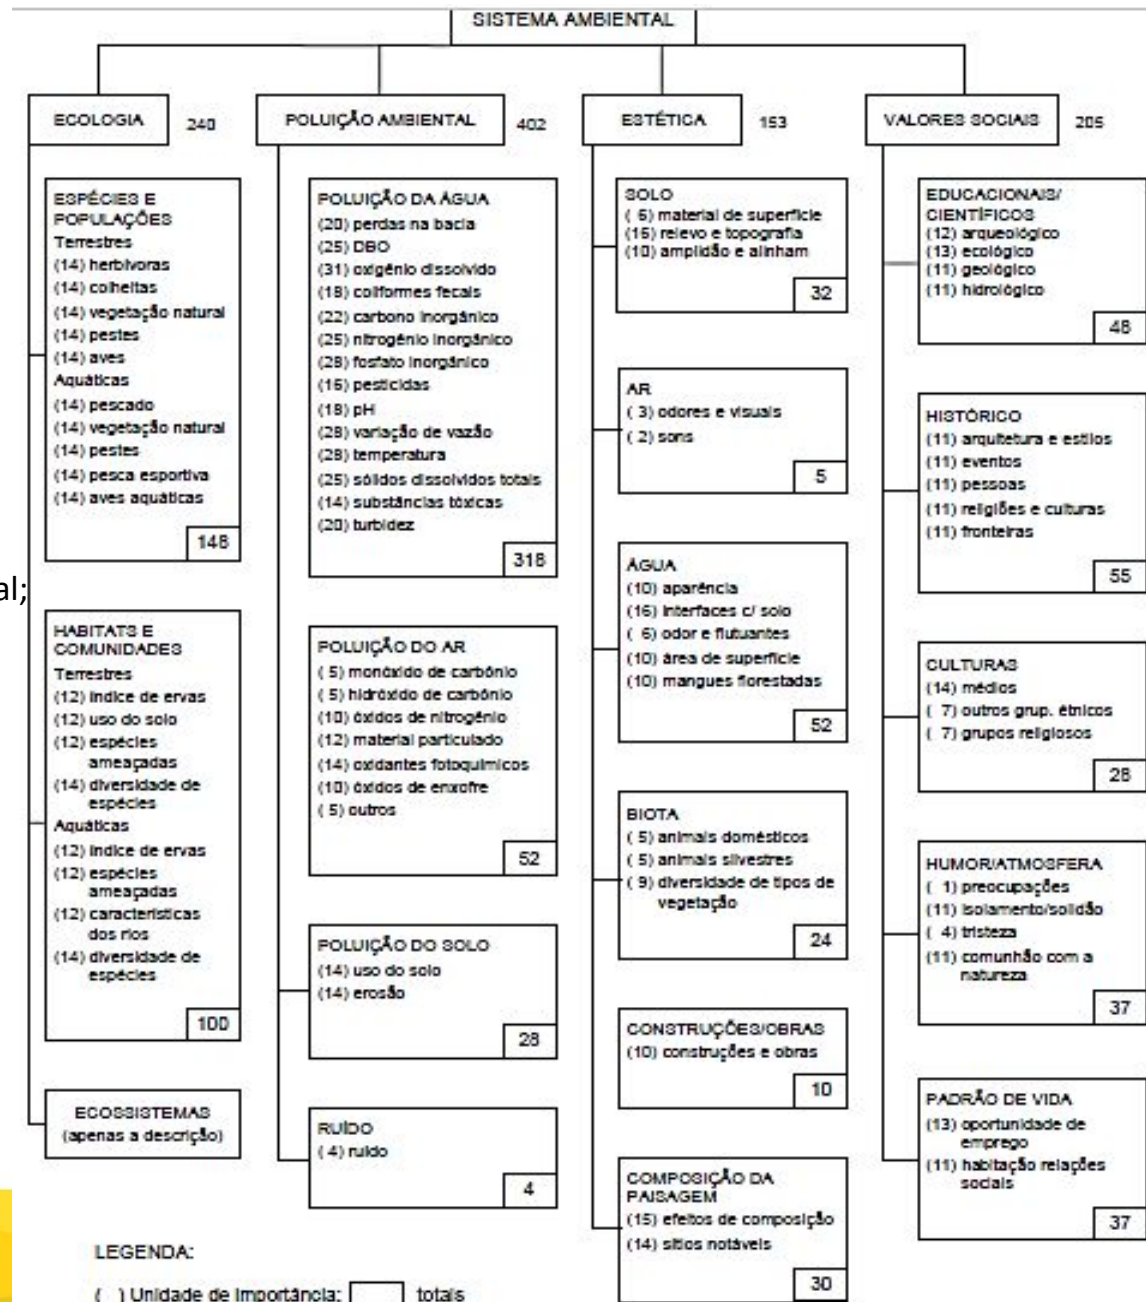 SISTEMA AMBIENTAL
ECOLOGIA 240
POLUIÇÃO AMBIENTAL 402
ESTÉTICA 153
VALORES SOCIAIS 205
ESPÉCIES E
POPULAÇÕES
Terrestres
(14) herbívoras
(14) colheitas
(14) vegetação natural
(14) pestes
(14) aves
Aquáticas
(14) pescado
(14) vegetação natural
(14) pestes
(14) pesca esportiva
(14) aves aquáticas
148
al;
HABITATS E
COMUNIDADES
Terrestres
(12) índice de ervas
(12) uso do solo
(12) espécies
ameaçadas
(14) diversidade de
espécies
Aquáticas
(12) índice de ervas
(12) espécies
ameaçadas
(12) características
dos rios
(14) diversidade de
espécies
100
ECOSSISTEMAS
(apenas a descrição)
POLUIÇÃO DA ÁGUA
(20) perdas na bacia
(25) DBO
(31) oxigênio dissolvido
(18) coliformes fecais
(22) carbono inorgânico
(25) nitrogênio inorgânico
(28) fosfato inorgânico
(16) pesticidas
(18) pH
(28) variação de vazão
(28) temperatura
(25) sólidos dissolvidos totais
(14) substâncias tóxicas
(20) turbidez
318
POLUIÇÃO DO AR
( 5) monóxido de carbônio
( 5) hidróxido de carbônio
(10) óxidos de nitrogênio
(12) material particulado
(14) oxidantes fotoquímicos
(10) óxidos de enxofre
( 5) outros
52
POLUIÇÃO DO SOLO
(14) uso do solo
(14) erosão
28
RUÍDO
( 4) ruído
4
SOLO
( 6) material de superfície
(16) relevo e topografia
(10) amplidão e alinham
32
AR
( 3) odores e visuais
( 2) sons
5
ÁGUA
(10) aparência
(16) interfaces c/ solo
( 6) odor e flutuantes
(10) área de superfície
(10) mangues florestadas
52
BIOTA
( 5) animais domésticos
( 5) animais silvestres
( 9) diversidade de tipos de
vegetação
24
CONSTRUÇÕES/OBRAS
(10) construções e obras
10
COMPOSIÇÃO DA
PAISAGEM
(15) efeitos de composição
(14) sítios notáveis
30
EDUCACIONAIS/
CIENTÍFICOS
(12) arqueológico
(13) ecológico
(11) geológico
(11) hidrológico
48
HISTÓRICO
(11) arquitetura e estilos
(11) eventos
(11) pessoas
(11) religiões e culturas
(11) fronteiras
55
CULTURAS
(14) médios
( 7) outros grup. étnicos
( 7) grupos religiosos
28
HUMOR/ATMOSFERA
( 1) preocupações
(11) isolamento/solidão
( 4) tristeza
(11) comunhão com a
natureza
37
PADRÃO DE VIDA
(13) oportunidade de
emprego
(11) habitação relações
sociais
37
LEGENDA:
( ) Unidade de importância; totais